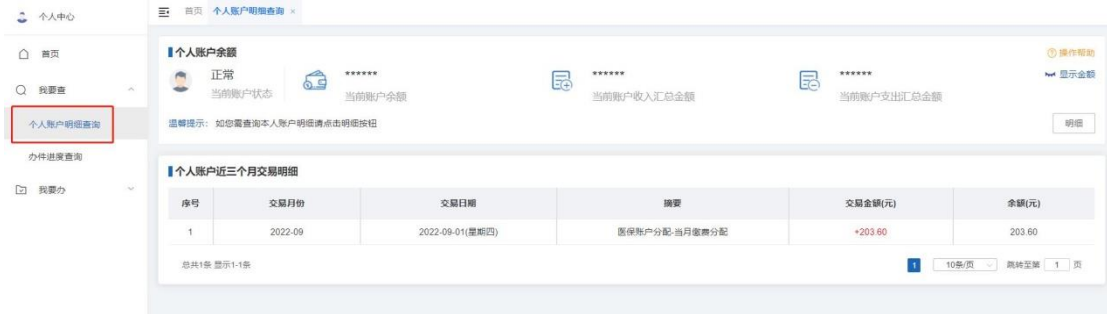 个人中心
首页 个人账户明细查询 ×
首页
我要查
个人账户明细查询
办件进度查询
我要办
个人账户余额
操作帮助
正常
当前账户状态
******
当前账户余额
******
当前账户收入汇总金额
******
当前账户支出汇总金额
显示金额
温馨提示： 如您需查询本人账户明细请点击明细按钮
明细
个人账户近三个月交易明细
序号 交易月份 交易日期 摘要 交易金额(元) 余额(元)
1 2022-09 2022-09-01(星期四) 医保账户分配-当月缴费分配 +203.60 203.60
总共1条 显示1-1条
1 10条/页 跳转至第 1 页